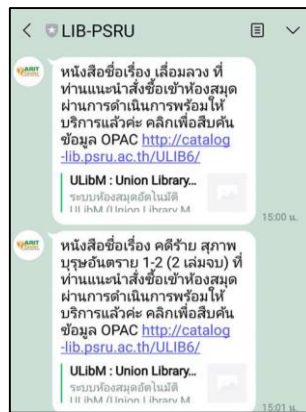 LIB-PSRU
หนังสือชื่อเรื่อง เลื่อมลวง ที่
ท่านแนะนำสั่งซื้อเข้าห้องสมุด
ผ่านการดำเนินการพร้อมให้
บริการแล้วค่ะ คลิกเพื่อสืบค้น
ข้อมูล OPAC http://catalog
-lib.psru.ac.th/ULIB6/
ULibM : Union Library...
ระบบห้องสมุดอัตโนมัติ
ULibM (Union Library M
15:00 น.
หนังสือชื่อเรื่อง คดีร้าย สุภาพ
บุรุษอันตราย 1-2 (2 เล่มจบ) ที่
ท่านแนะนำสั่งซื้อเข้าห้องสมุด
ผ่านการดำเนินการพร้อมให้
บริการแล้วค่ะ คลิกเพื่อสืบค้น
ข้อมูล OPAC http://catalog
-lib.psru.ac.th/ULIB6/
ULibM : Union Library...
ระบบห้องสมุดอัตโนมัติ
ULibM (Union Library M
15:01 น.